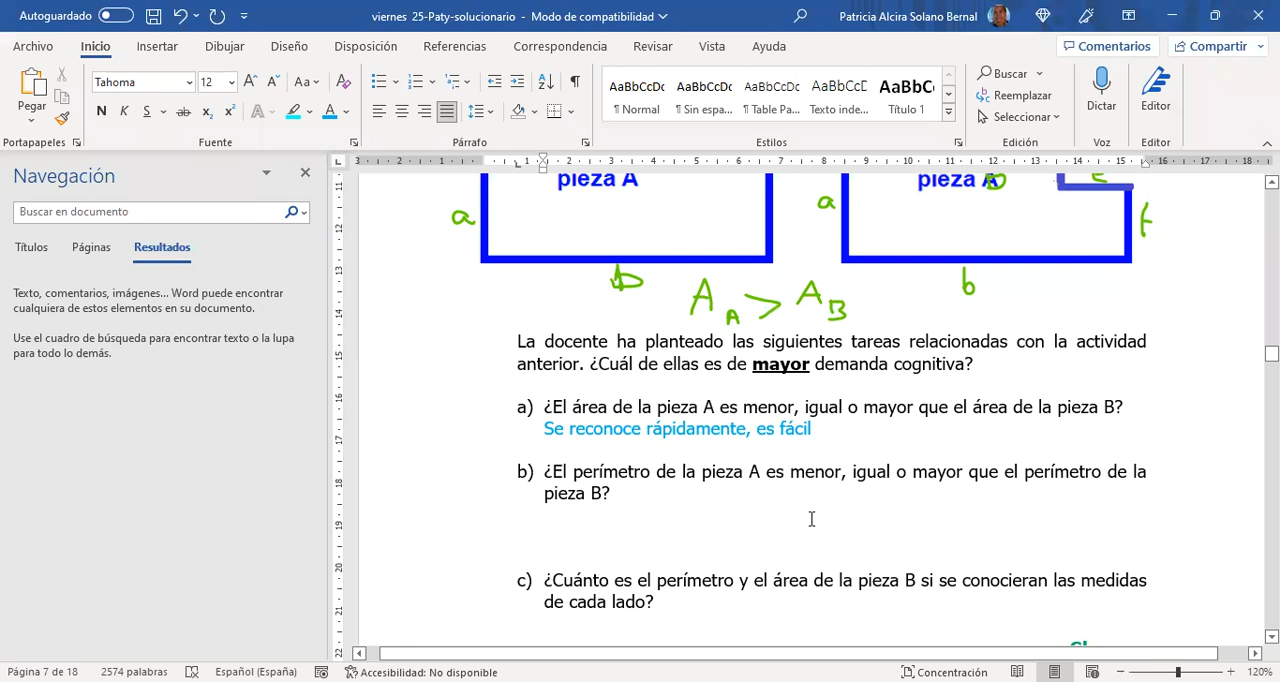 Autoguardado
viernes 25-Paty-solucionario - Modo de compatibilidad
Patricia Alcira Solano Bernal
Archivo Inicio Insertar Dibujar Diseño Disposición Referencias Correspondencia Revisar Vista Ayuda
Comentarios Compartir
Pegar
Tahoma 12
AaBbCcDc AaBbCcDc AaBbCcDc AaBbCcD AaBbC
¶ Normal ¶ Sin espa... ¶ Table Pa... Texto inde... Título 1
Buscar
Reemplazar
Seleccionar
Dictar
Editor
Portapapeles Fuente Párrafo Estilos Edición Voz Editor
Navegación
Buscar en documento
Títulos Páginas Resultados
Texto, comentarios, imágenes... Word puede encontrar
cualquiera de estos elementos en su documento.
Use el cuadro de búsqueda para encontrar texto o la lupa
para todo lo demás.
pieza A pieza A B
a a
b b
A A > A B
La docente ha planteado las siguientes tareas relacionadas con la actividad
anterior. ¿Cuál de ellas es de mayor demanda cognitiva?
a) ¿El área de la pieza A es menor, igual o mayor que el área de la pieza B?
Se reconoce rápidamente, es fácil
b) ¿El perímetro de la pieza A es menor, igual o mayor que el perímetro de la
pieza B?
c) ¿Cuánto es el perímetro y el área de la pieza B si se conocieran las medidas
de cada lado?
Página 7 de 18 2574 palabras Español (España) Accesibilidad: No disponible Concentración 120%